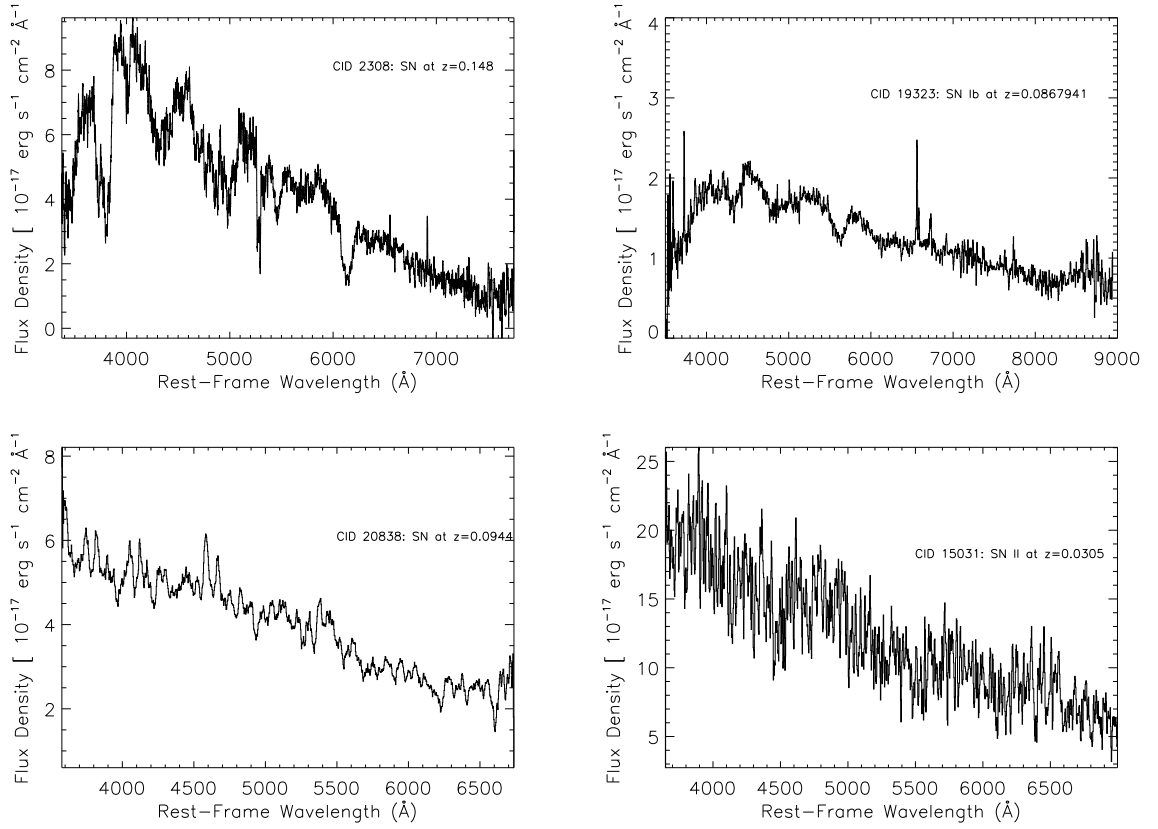 Flux Density [ 10⁻¹⁷ erg s⁻¹ cm⁻² Å⁻¹
8
6
4
2
0
CID 2308: SN at z=0.148
4000 5000 6000 7000
Rest-Frame Wavelength (Å)
Flux Density [ 10⁻¹⁷ erg s⁻¹ cm⁻² Å⁻¹
4
3
2
1
0
CID 19323: SN Ib at z=0.0867941
4000 5000 6000 7000 8000 9000
Rest-Frame Wavelength (Å)
Flux Density [ 10⁻¹⁷ erg s⁻¹ cm⁻² Å⁻¹
8
6
4
2
CID 20838: SN at z=0.0944
4000 4500 5000 5500 6000 6500
Rest-Frame Wavelength (Å)
Flux Density [ 10⁻¹⁷ erg s⁻¹ cm⁻² Å⁻¹
25
20
15
10
5
CID 15031: SN II at z=0.0305
4000 4500 5000 5500 6000 6500
Rest-Frame Wavelength (Å)